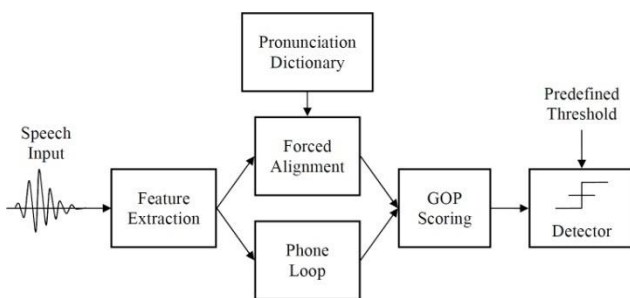 Pronunciation
Dictionary
Speech
Input
Forced
Alignment
Predefined
Threshold
Feature
Extraction
GOP
Scoring
Phone
Loop
Detector